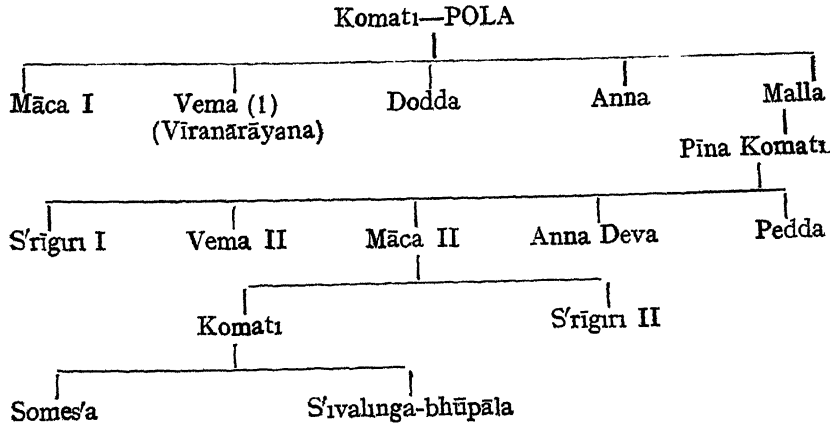 Komatı—POLA
Māca I Vema (1) Dodda Anna Malla
(Vīranārāyana)
Pīna Komatı
S'rīgırı I Vema II Māca II Anna Deva Pedda
Komatı S'rīgırı II
Somes'a S'ıvalınga-bhūpāla